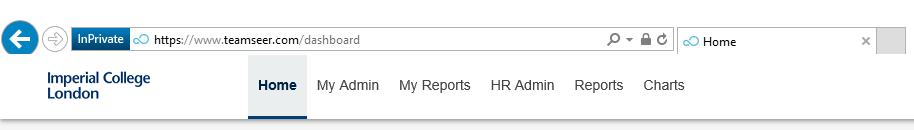 InPrivate https://www.teamseer.com/dashboard Home
Imperial College
London
Home My Admin My Reports HR Admin Reports Charts